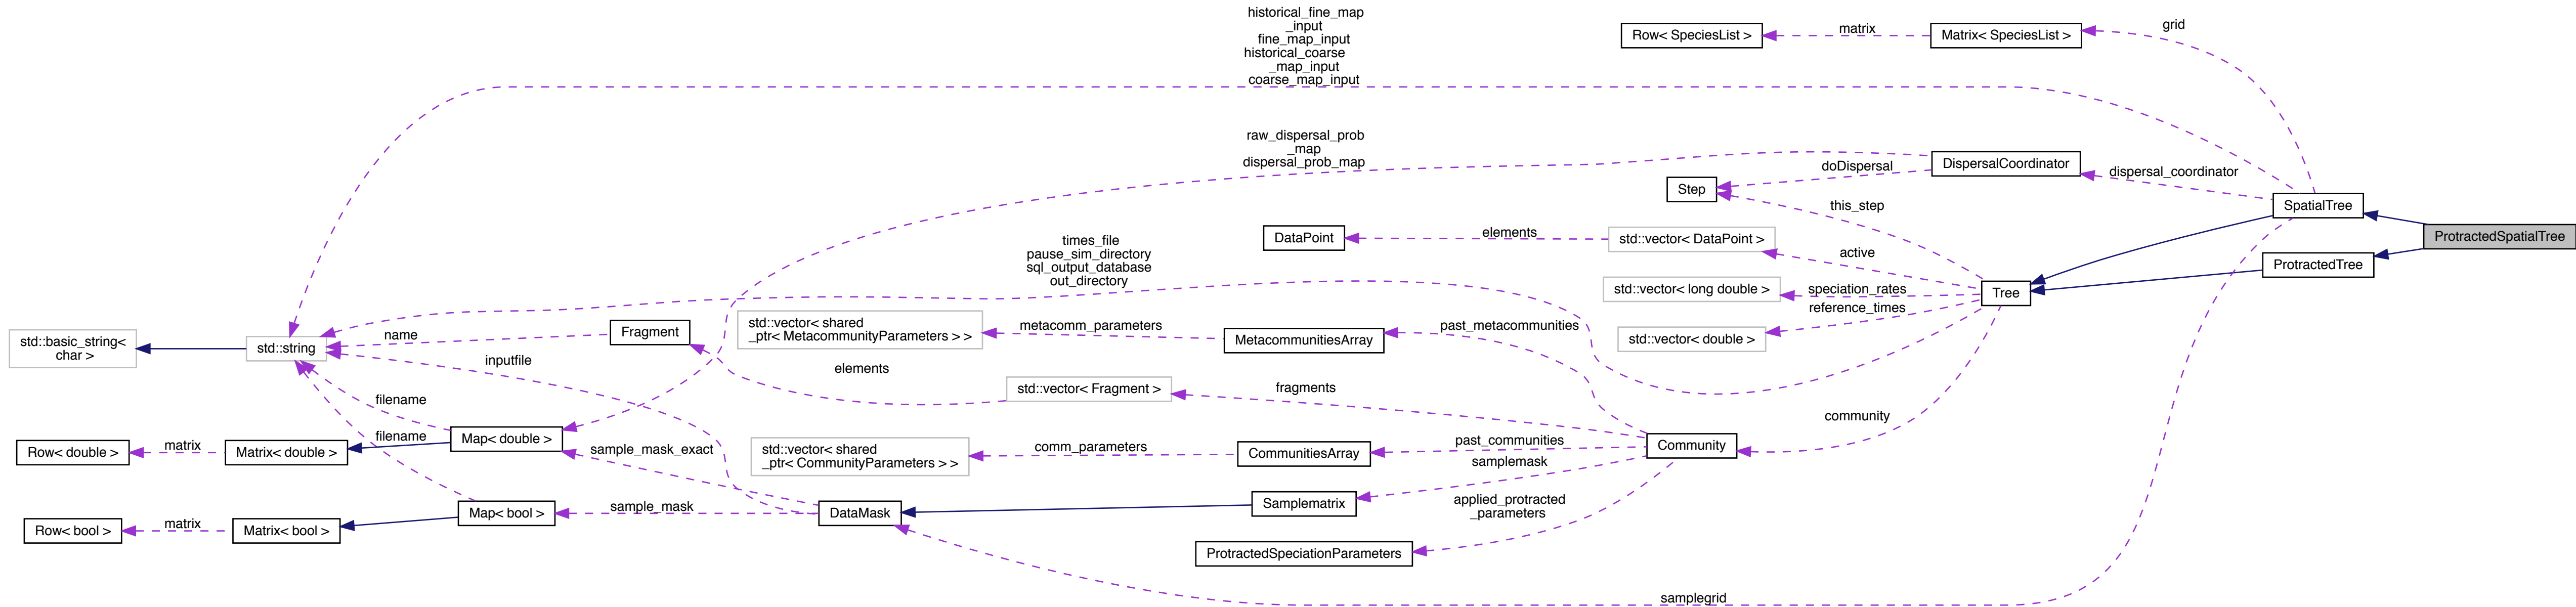 historical_fine_map
_input
fine_map_input
historical_coarse
_map_input
coarse_map_input
Row< SpeciesList >
matrix
Matrix< SpeciesList >
grid
raw_dispersal_prob
_map
dispersal_prob_map
doDispersal
DispersalCoordinator
dispersal_coordinator
Step
this_step
SpatialTree
ProtractedSpatialTree
DataPoint
elements
std::vector< DataPoint >
active
ProtractedTree
times_file
pause_sim_directory
sql_output_database
out_directory
std::vector< long double >
speciation_rates
Tree
reference_times
std::vector< double >
std::basic_string<
char >
std::string
name
Fragment
inputfile
std::vector< shared
_ptr< MetacommunityParameters > >
metacomm_parameters
MetacommunitiesArray
past_metacommunities
elements
std::vector< Fragment >
fragments
community
filename
filename
Row< double >
matrix
Matrix< double >
Map< double >
sample_mask_exact
std::vector< shared
_ptr< CommunityParameters > >
comm_parameters
CommunitiesArray
past_communities
Community
samplemask
Row< bool >
matrix
Matrix< bool >
Map< bool >
sample_mask
DataMask
Samplematrix
applied_protracted
_parameters
ProtractedSpeciationParameters
samplegrid